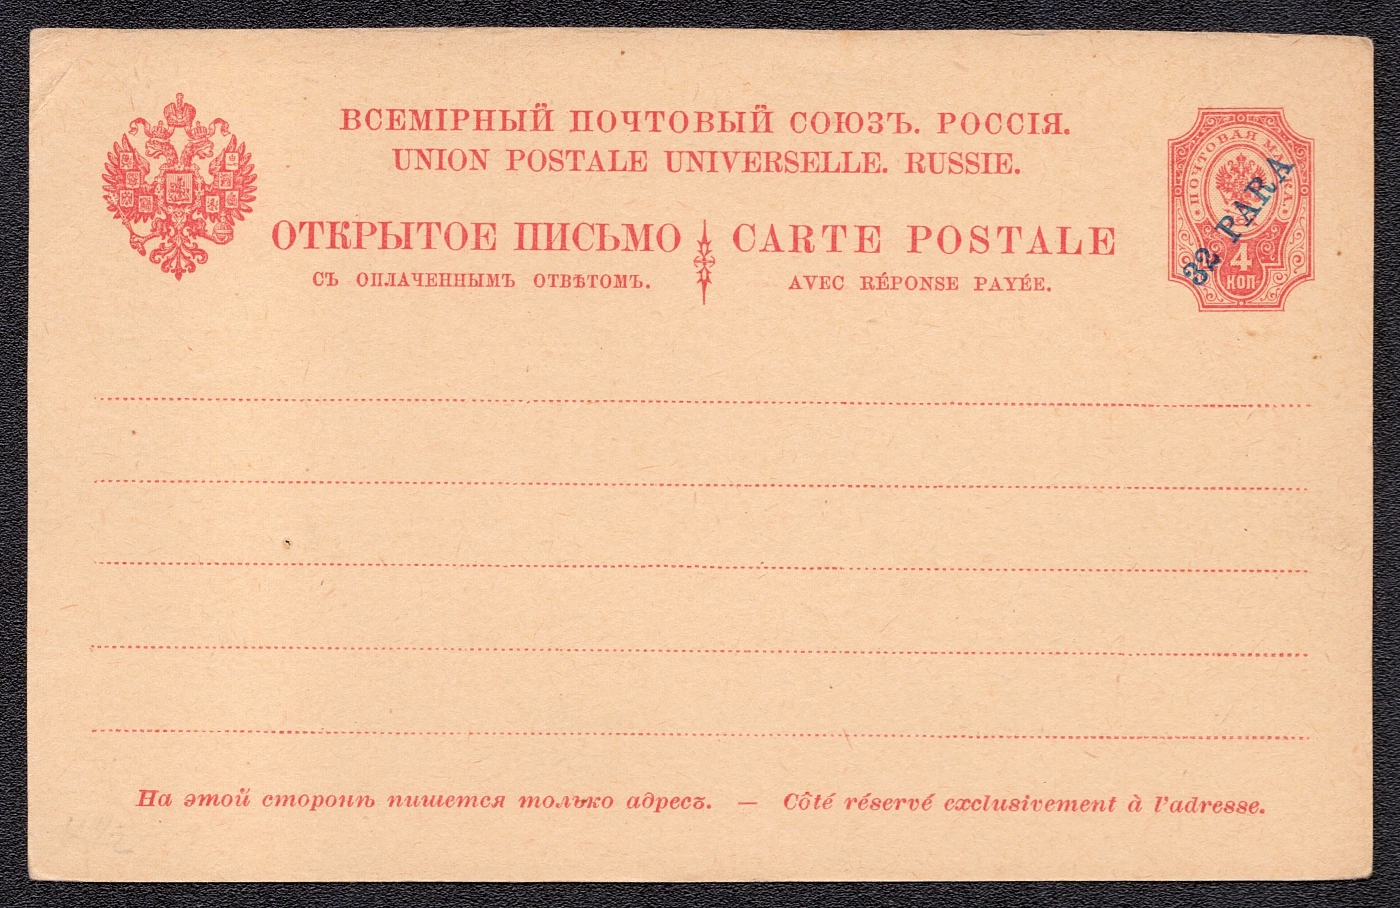 ВСЕМІРНЫЙ ПОЧТОВЫЙ СОЮЗЪ. РОССІЯ.
UNION POSTALE UNIVERSELLE. RUSSIE.
ОТКРЫТОЕ ПИСЬМО CARTE POSTALE
СЪ ОПЛАЧЕННЫМЪ ОТВѢТОМЪ. AVEC RÉPONSE PAYÉE.
ПОЧТОВАЯ МАРКА.
32 PARA
4
КОП
На этой сторонѣ пишется только адресъ. — Côté réservé exclusivement à l'adresse.